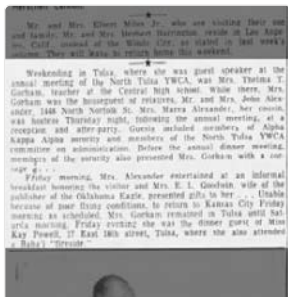 Mr. and Mrs. Elbert Miles Jr., who are visiting their son
and family, Mr. and Mrs. Herbert Harrington, reside in Los Ange-
les, Calif. instead of the Windy City, as stated in last week's
column. They will leave to return home this weekend.
Weekending in Tulsa, where she was guest speaker at the
annual meeting of the North Tulsa YWCA, was Mrs. Thelma T.
Gorham, teacher at the Central high school. While there, Mrs.
Gorham was the houseguest of relatives, Mr. and Mrs. John Alex-
ander, 1448 North Norfolk St. Mrs. Marea Alexander, her cousin,
was hostess Thursday night, following the annual meeting, at a
reception and after-party. Guests included members of Alpha
Kappa Alpha sorority and members of the North Tulsa YWCA
committee on communication. Before the annual dinner meeting,
members of the sorority also presented Mrs. Gorham with a cor-
sage
Friday morning, Mrs. Alexander entertained at an informal
breakfast honoring the visitor and Mrs. E. L. Goodwin, wife of the
publisher of the Oklahoma Eagle, presented gifts to her . . . Unable
because of poor flying conditions, to return to Kansas City Friday
morning as scheduled, Mrs. Gorham remained in Tulsa until Sat-
urday morning. Friday evening she was the dinner guest of Miss
Kay Powell, 17 East 16th street, Tulsa, where she also attended
a Baha'i "fireside."